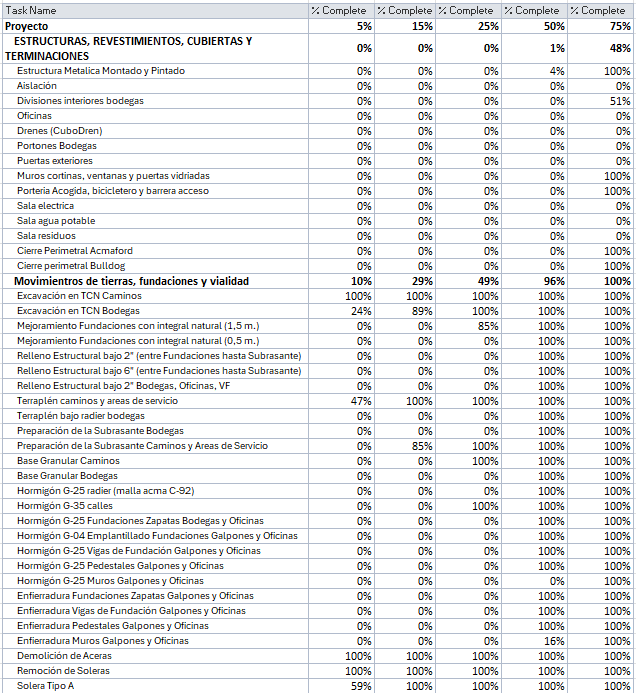 Task Name % Complete % Complete % Complete % Complete % Complete
Proyecto 5% 15% 25% 50% 75%
ESTRUCTURAS, REVESTIMIENTOS, CUBIERTAS Y
TERMINACIONES 0% 0% 0% 1% 48%
Estructura Metalica Montado y Pintado 0% 0% 0% 4% 100%
Aislación 0% 0% 0% 0% 0%
Divisiones interiores bodegas 0% 0% 0% 0% 51%
Oficinas 0% 0% 0% 0% 0%
Drenes (CuboDren) 0% 0% 0% 0% 0%
Portones Bodegas 0% 0% 0% 0% 0%
Puertas exteriores 0% 0% 0% 0% 0%
Muros cortinas, ventanas y puertas vidriadas 0% 0% 0% 0% 100%
Porteria Acogida, bicicletero y barrera acceso 0% 0% 0% 0% 100%
Sala electrica 0% 0% 0% 0% 0%
Sala agua potable 0% 0% 0% 0% 0%
Sala residuos 0% 0% 0% 0% 0%
Cierre Perimetral Acmaford 0% 0% 0% 0% 100%
Cierre perimetral Bulldog 0% 0% 0% 0% 100%
Movimientros de tierras, fundaciones y vialidad 10% 29% 49% 96% 100%
Excavación en TCN Caminos 100% 100% 100% 100% 100%
Excavación en TCN Bodegas 24% 89% 100% 100% 100%
Mejoramiento Fundaciones con integral natural (1,5 m.) 0% 0% 85% 100% 100%
Mejoramiento Fundaciones con integral natural (0,5 m.) 0% 0% 0% 100% 100%
Relleno Estructural bajo 2" (entre Fundaciones hasta Subrasante) 0% 0% 0% 100% 100%
Relleno Estructural bajo 6" (entre Fundaciones hasta Subrasante) 0% 0% 0% 100% 100%
Relleno Estructural bajo 2" Bodegas, Oficinas, VF 0% 0% 0% 100% 100%
Terraplén caminos y areas de servicio 47% 100% 100% 100% 100%
Terraplén bajo radier bodegas 0% 0% 0% 100% 100%
Preparación de la Subrasante Bodegas 0% 0% 0% 100% 100%
Preparación de la Subrasante Caminos y Areas de Servicio 0% 85% 100% 100% 100%
Base Granular Caminos 0% 0% 100% 100% 100%
Base Granular Bodegas 0% 0% 0% 100% 100%
Hormigón G-25 radier (malla acma C-92) 0% 0% 0% 100% 100%
Hormigón G-35 calles 0% 0% 100% 100% 100%
Hormigón G-25 Fundaciones Zapatas Bodegas y Oficinas 0% 0% 0% 100% 100%
Hormigón G-04 Emplantillado Fundaciones Galpones y Oficinas 0% 0% 0% 100% 100%
Hormigón G-25 Vigas de Fundación Galpones y Oficinas 0% 0% 0% 100% 100%
Hormigón G-25 Pedestales Galpones y Oficinas 0% 0% 0% 100% 100%
Hormigón G-25 Muros Galpones y Oficinas 0% 0% 0% 0% 100%
Enfierradura Fundaciones Zapatas Galpones y Oficinas 0% 0% 0% 100% 100%
Enfierradura Vigas de Fundación Galpones y Oficinas 0% 0% 0% 100% 100%
Enfierradura Pedestales Galpones y Oficinas 0% 0% 0% 100% 100%
Enfierradura Muros Galpones y Oficinas 0% 0% 0% 16% 100%
Demolición de Aceras 100% 100% 100% 100% 100%
Remoción de Soleras 100% 100% 100% 100% 100%
Solera Tipo A 59% 100% 100% 100% 100%